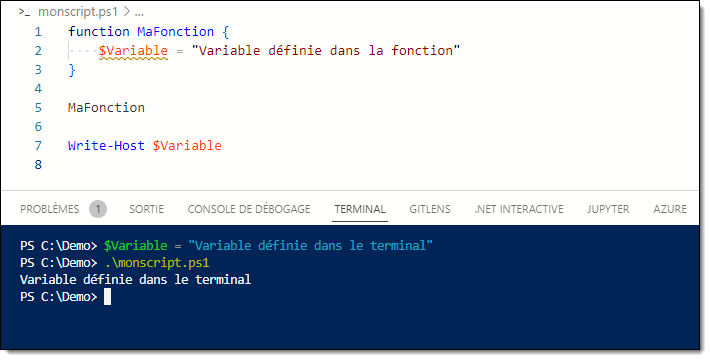 >_ monscript.ps1 > ...
1 function MaFonction {
2 ····$Variable = "Variable définie dans la fonction"
3 }
4
5 MaFonction
6
7 Write-Host $Variable
8
PROBLÈMES 1 SORTIE CONSOLE DE DÉBOGAGE TERMINAL GITLENS .NET INTERACTIVE JUPYTER AZURE
PS C:\Demo> $Variable = "Variable définie dans le terminal"
PS C:\Demo> .\monscript.ps1
Variable définie dans le terminal
PS C:\Demo>